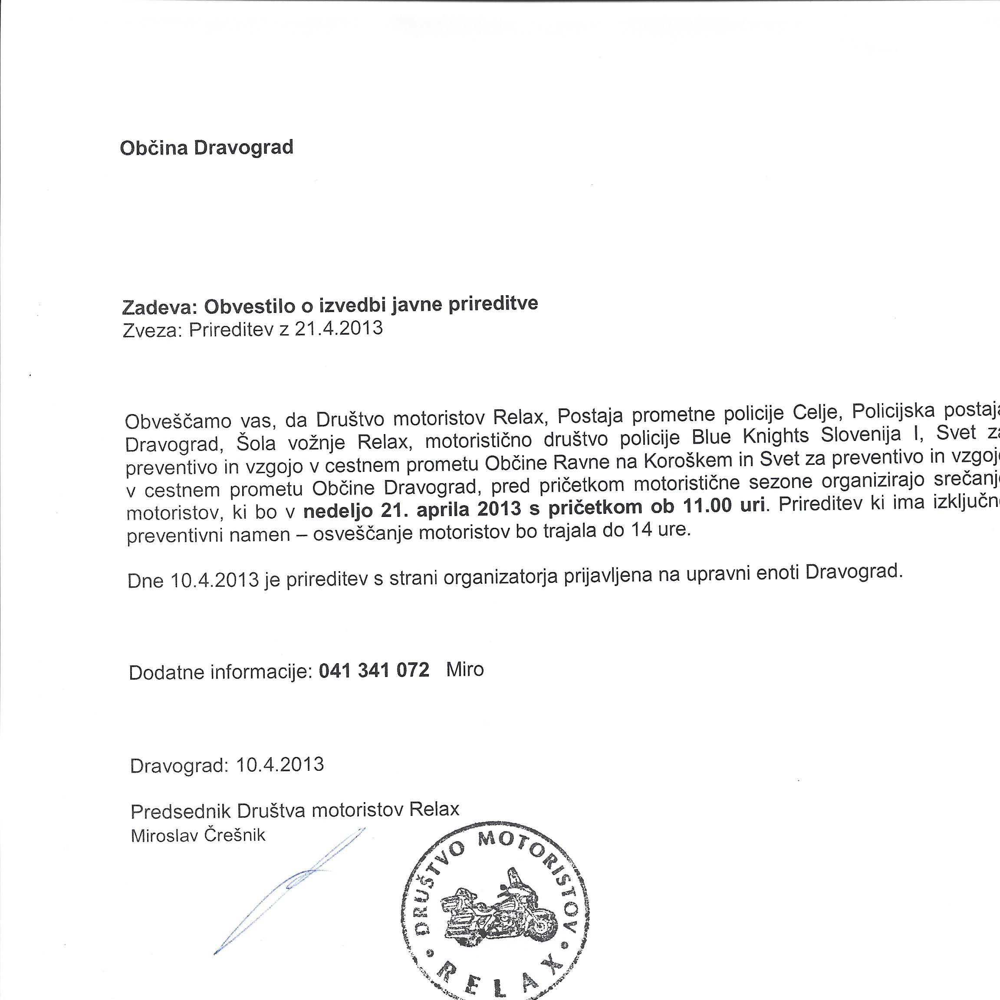 Občina Dravograd
Zadeva: Obvestilo o izvedbi javne prireditve
Zveza: Prireditev z 21.4.2013
Obveščamo vas, da Društvo motoristov Relax, Postaja prometne policije Celje, Policijska postaja
Dravograd, Šola vožnje Relax, motoristično društvo policije Blue Knights Slovenija I, Svet za
preventivo in vzgojo v cestnem prometu Občine Ravne na Koroškem in Svet za preventivo in vzgojo
v cestnem prometu Občine Dravograd, pred pričetkom motoristične sezone organizirajo srečanje
motoristov, ki bo v nedeljo 21. aprila 2013 s pričetkom ob 11.00 uri. Prireditev ki ima izključn
preventivni namen – osveščanje motoristov bo trajala do 14 ure.
Dne 10.4.2013 je prireditev s strani organizatorja prijavljena na upravni enoti Dravograd.
Dodatne informacije: 041 341 072 Miro
Dravograd: 10.4.2013
Predsednik Društva motoristov Relax
Miroslav Črešnik
DRUŠTVO MOTORISTOV
RELAX